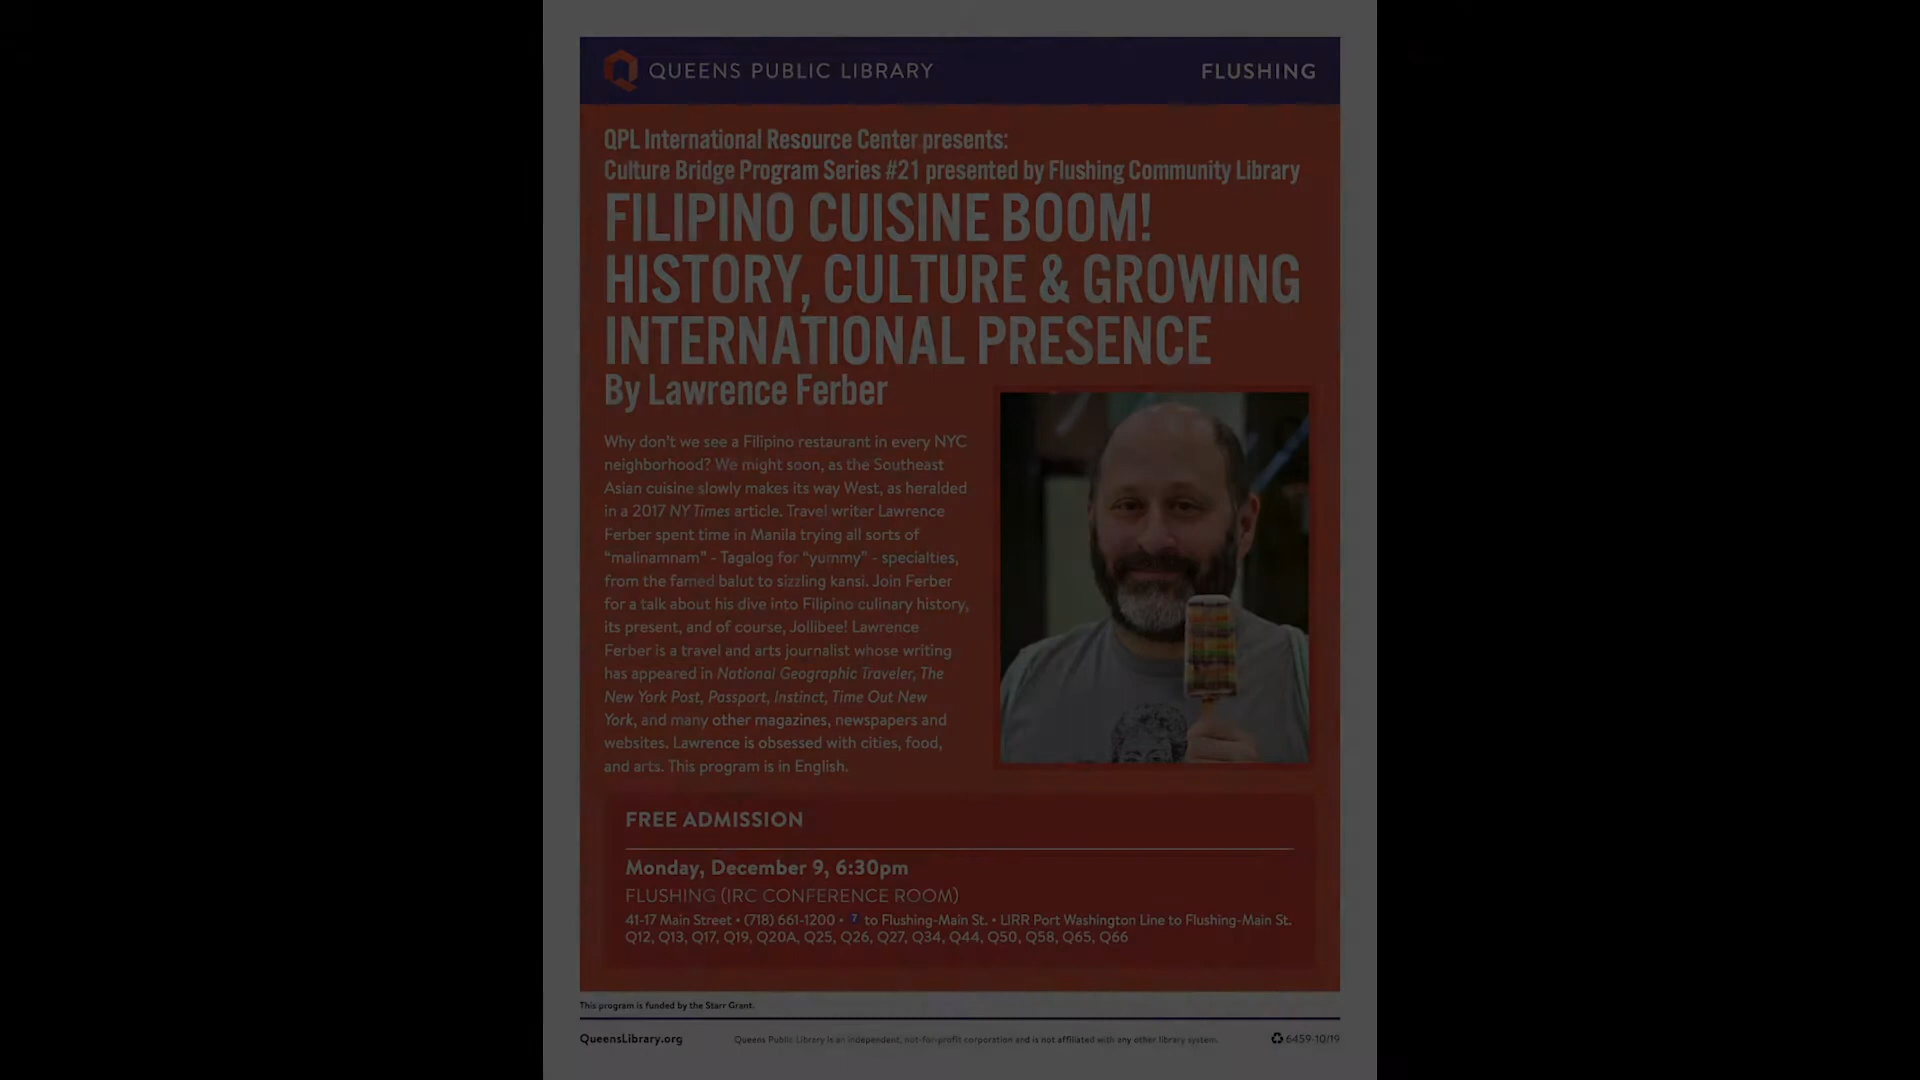 QUEENS PUBLIC LIBRARY
FLUSHING
QPL International Resource Center presents:
Culture Bridge Program Series #21 presented by Flushing Community Library
FILIPINO CUISINE BOOM!
HISTORY, CULTURE & GROWING
INTERNATIONAL PRESENCE
By Lawrence Ferber
Why don't we see a Filipino restaurant in every NYC
neighborhood? We might soon, as the Southeast
Asian cuisine slowly makes its way West, as heralded
in a 2017 NY Times article. Travel writer Lawrence
Ferber spent time in Manila trying all sorts of
“malinamnam” - Tagalog for “yummy” - specialties,
from the famed balut to sizzling kansi. Join Ferber
for a talk about his dive into Filipino culinary history,
its present, and of course, Jollibee! Lawrence
Ferber is a travel and arts journalist whose writing
has appeared in National Geographic Traveler, The
New York Post, Passport, Instinct, Time Out New
York, and many other magazines, newspapers and
websites. Lawrence is obsessed with cities, food,
and arts. This program is in English.
FREE ADMISSION
Monday, December 9, 6:30pm
FLUSHING (IRC CONFERENCE ROOM)
41-17 Main Street • (718) 661-1200 • 7 to Flushing-Main St. • LIRR Port Washington Line to Flushing-Main St.
Q12, Q13, Q17, Q19, Q20A, Q25, Q26, Q27, Q34, Q44, Q50, Q58, Q65, Q66
This program is funded by the Starr Grant.
QueensLibrary.org
Queens Public Library is an independent, not-for-profit corporation and is not affiliated with any other library system.
6459-10/19